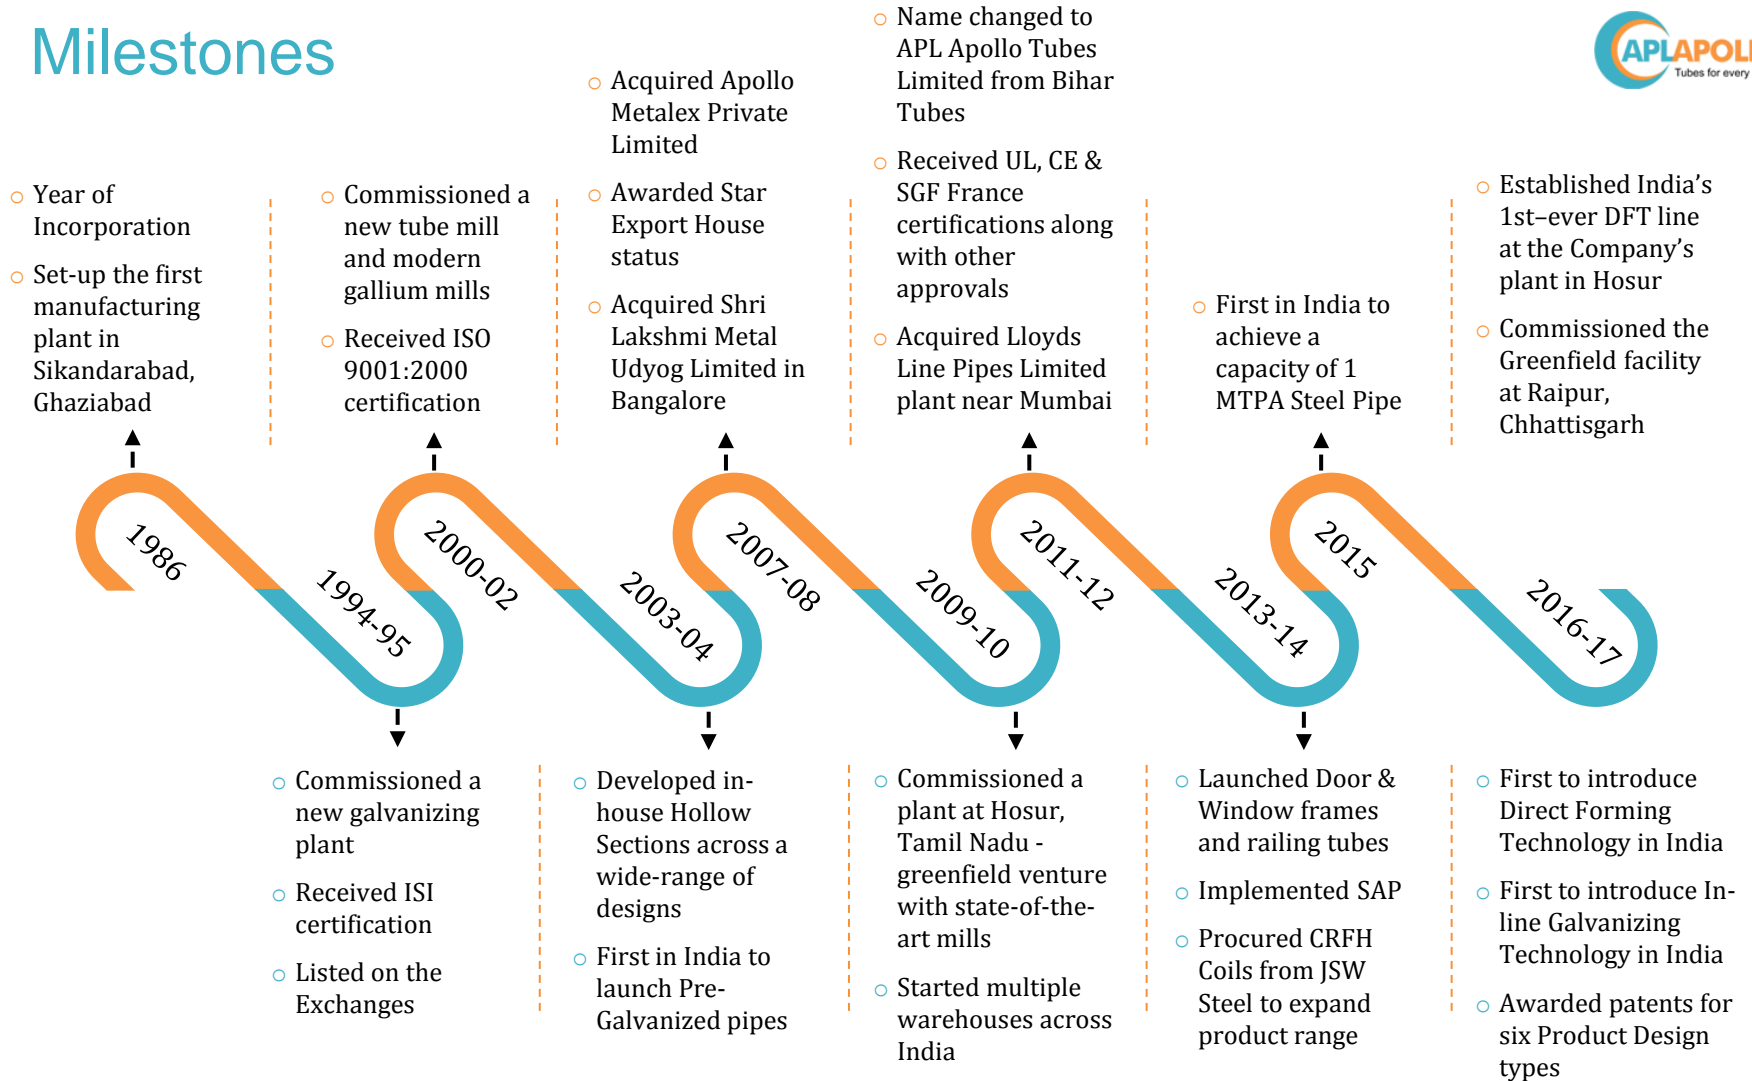 Milestones
APLAPOLL
Tubes for every
Year of
Incorporation
Set-up the first
manufacturing
plant in
Sikandarabad,
Ghaziabad
Commissioned a
new tube mill
and modern
gallium mills
Received ISO
9001:2000
certification
Acquired Apollo
Metalex Private
Limited
Awarded Star
Export House
status
Acquired Shri
Lakshmi Metal
Udyog Limited in
Bangalore
Name changed to
APL Apollo Tubes
Limited from Bihar
Tubes
Received UL, CE &
SGF France
certifications along
with other
approvals
Acquired Lloyds
Line Pipes Limited
plant near Mumbai
First in India to
achieve a
capacity of 1
MTPA Steel Pipe
Established India’s
1st–ever DFT line
at the Company’s
plant in Hosur
Commissioned the
Greenfield facility
at Raipur,
Chhattisgarh
1986
1994-95
2000-02
2003-04
2007-08
2009-10
2011-12
2013-14
2015
2016-17
Commissioned a
new galvanizing
plant
Received ISI
certification
Listed on the
Exchanges
Developed in-
house Hollow
Sections across a
wide-range of
designs
First in India to
launch Pre-
Galvanized pipes
Commissioned a
plant at Hosur,
Tamil Nadu -
greenfield venture
with state-of-the-
art mills
Started multiple
warehouses across
India
Launched Door &
Window frames
and railing tubes
Implemented SAP
Procured CRFH
Coils from JSW
Steel to expand
product range
First to introduce
Direct Forming
Technology in India
First to introduce In-
line Galvanizing
Technology in India
Awarded patents for
six Product Design
types